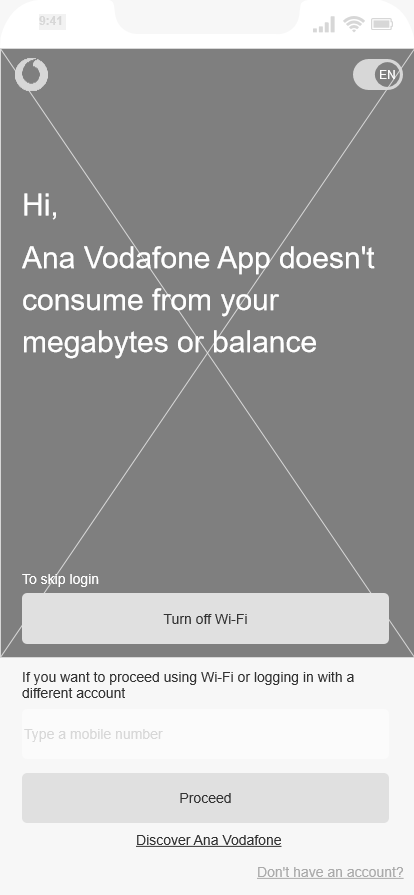 9:41
EN
Hi,
Ana Vodafone App doesn't
consume from your
megabytes or balance
To skip login
Turn off Wi-Fi
If you want to proceed using Wi-Fi or logging in with a
different account
Type a mobile number
Proceed
Discover Ana Vodafone
Don't have an account?